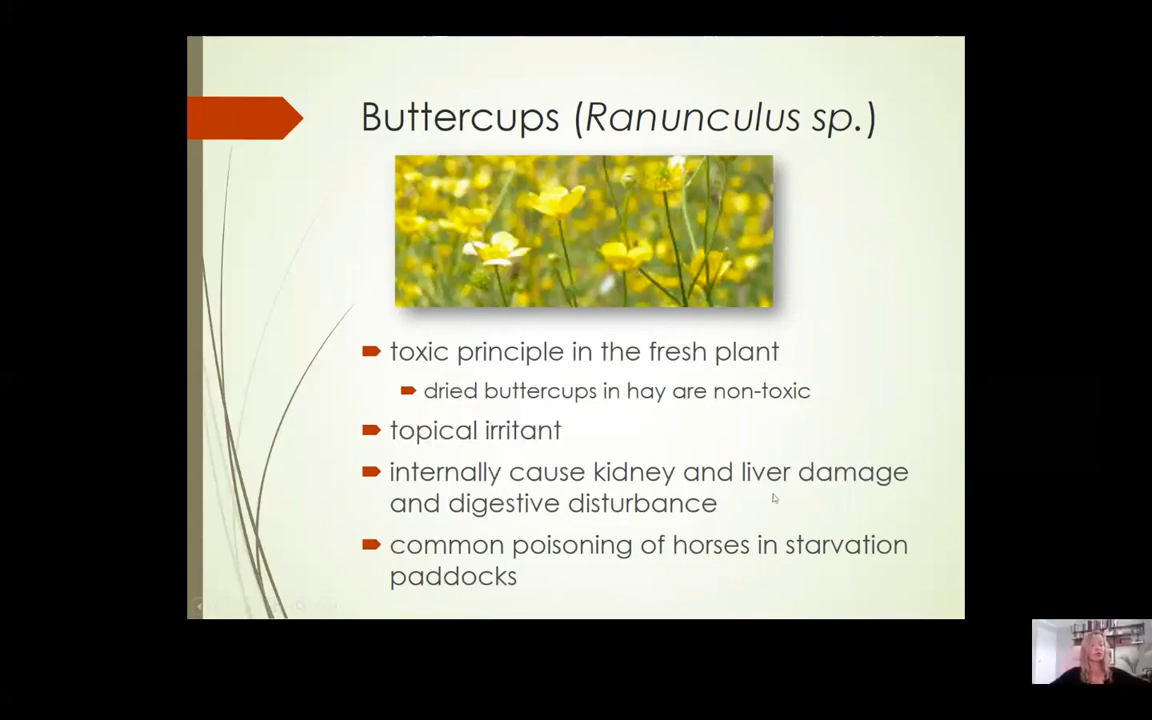 Buttercups (Ranunculus sp.)
toxic principle in the fresh plant
dried buttercups in hay are non-toxic
topical irritant
internally cause kidney and liver damage
and digestive disturbance
common poisoning of horses in starvation
paddocks